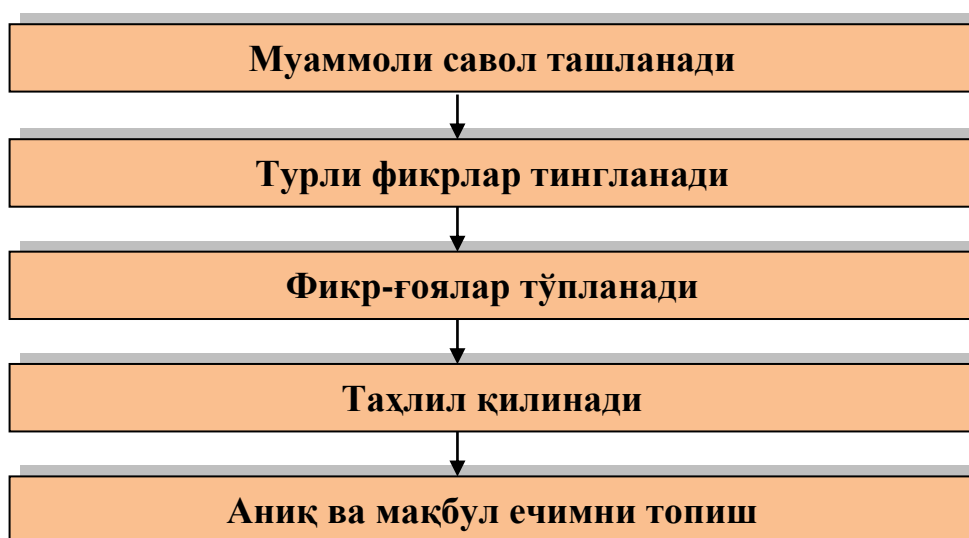 Муаммоли савол ташланади
Турли фикрлар тингланади
Фикр-ғоялар тўпланади
Таҳлил қилинади
Аниқ ва мақбул ечимни топиш